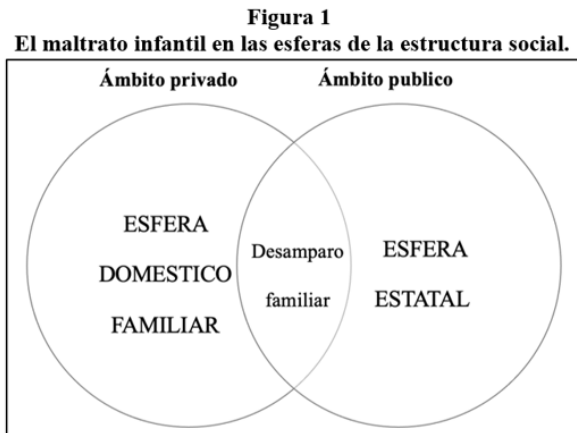 Figura 1
El maltrato infantil en las esferas de la estructura social.
Ámbito privado
Ámbito publico
ESFERA
DOMESTICO
FAMILIAR
Desamparo
familiar
ESFERA
ESTATAL